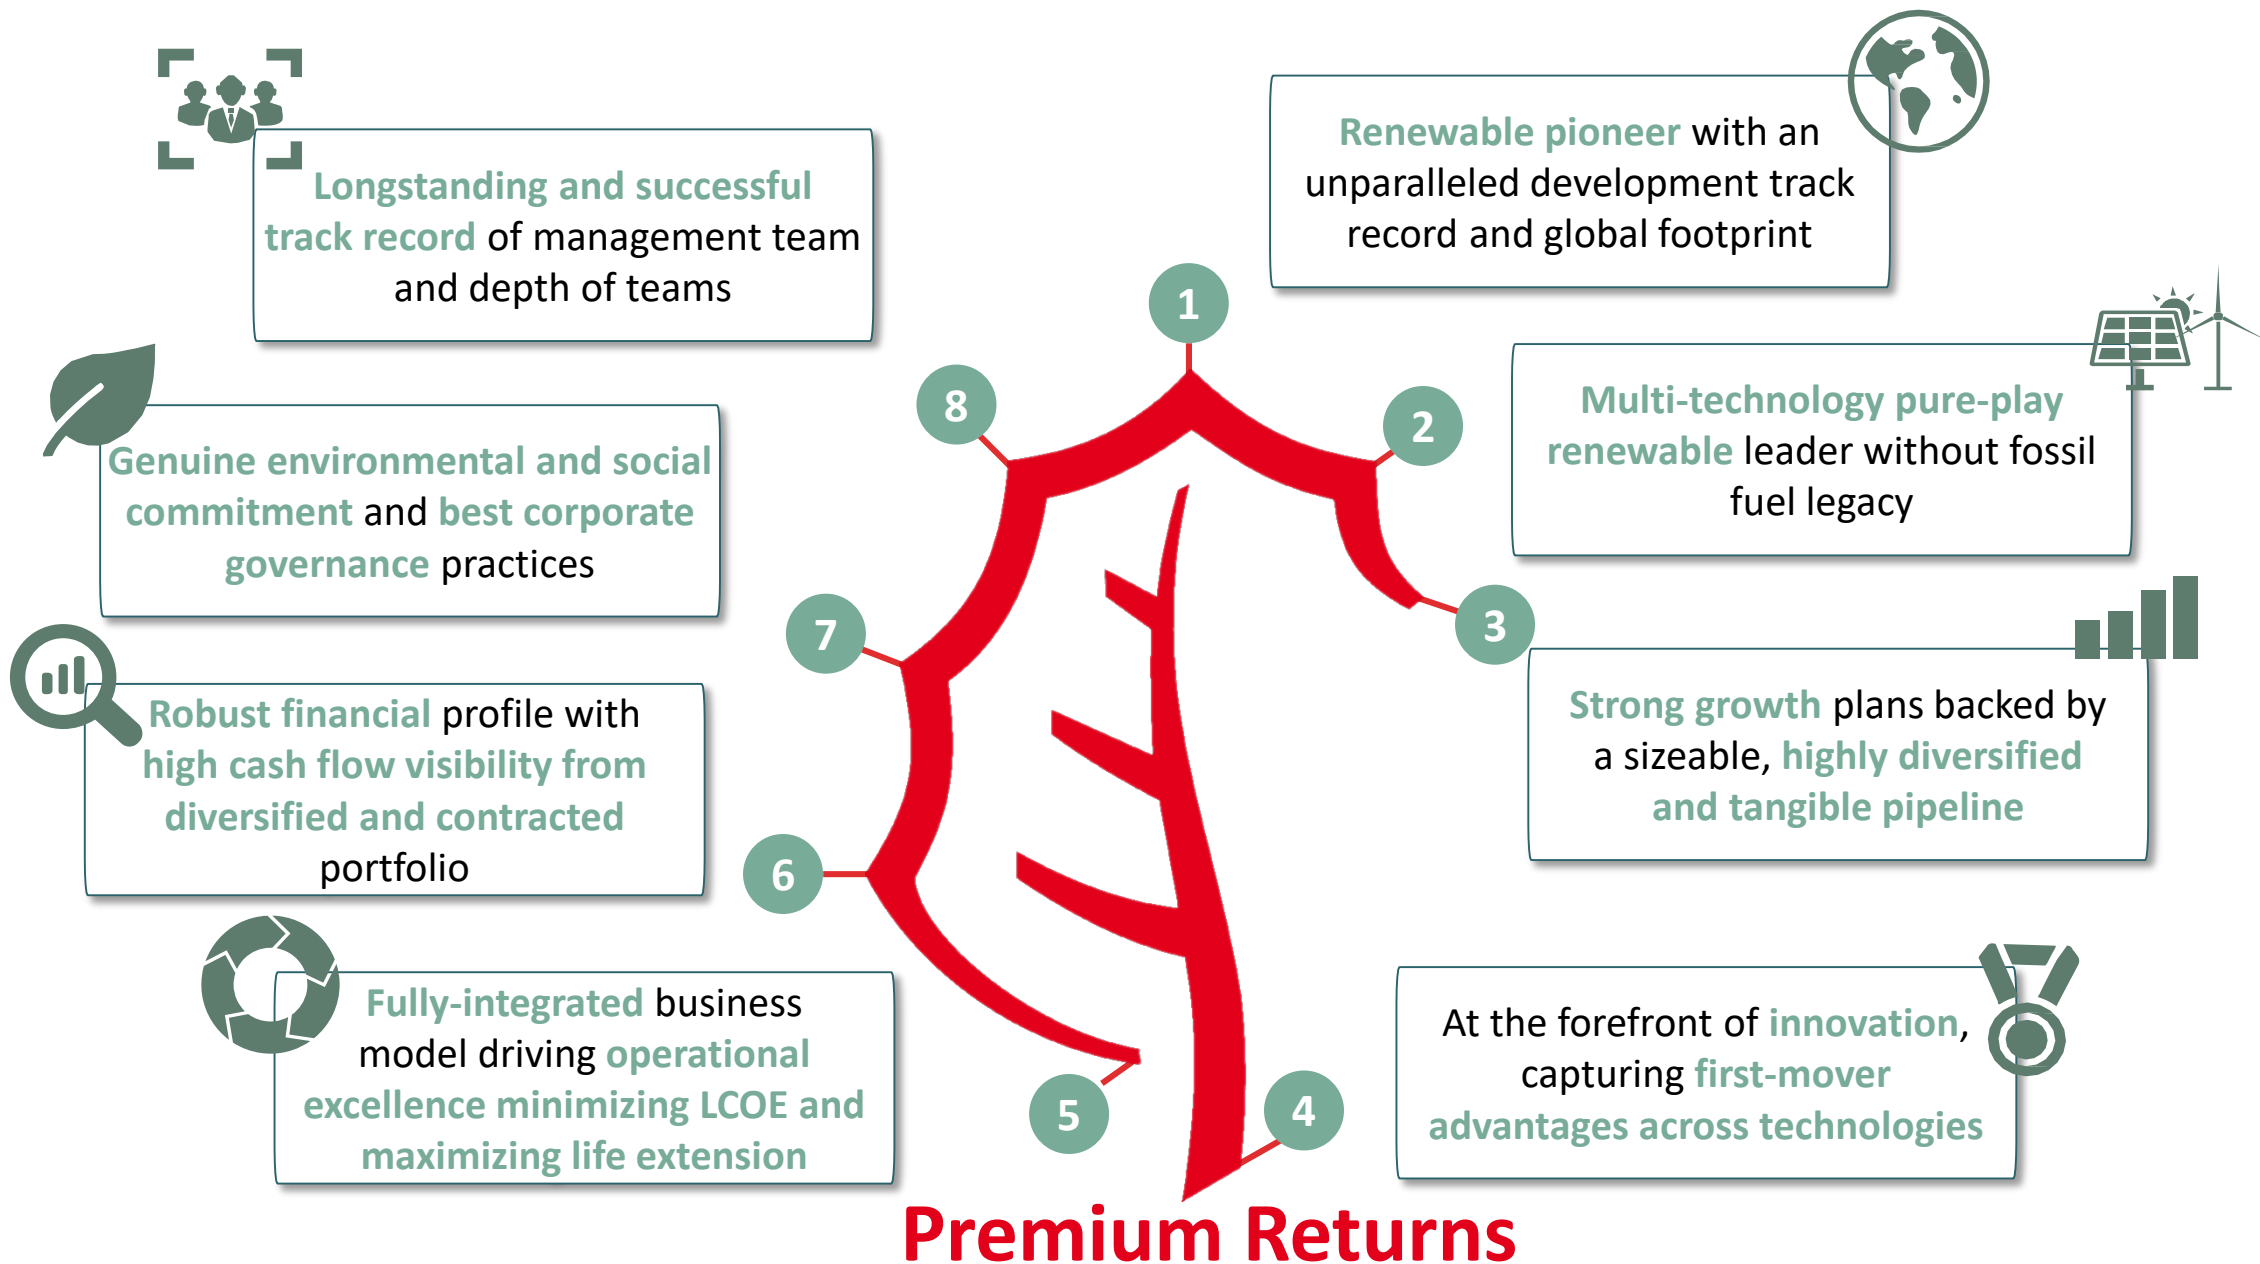 1
Renewable pioneer with an
unparalleled development track
record and global footprint
2
Multi-technology pure-play
renewable leader without fossil
fuel legacy
3
Strong growth plans backed by
a sizeable, highly diversified
and tangible pipeline
4
At the forefront of innovation,
capturing first-mover
advantages across technologies
5
Fully-integrated business
model driving operational
excellence minimizing LCOE and
maximizing life extension
6
Robust financial profile with
high cash flow visibility from
diversified and contracted
portfolio
7
Genuine environmental and social
commitment and best corporate
governance practices
8
Longstanding and successful
track record of management team
and depth of teams
Premium Returns